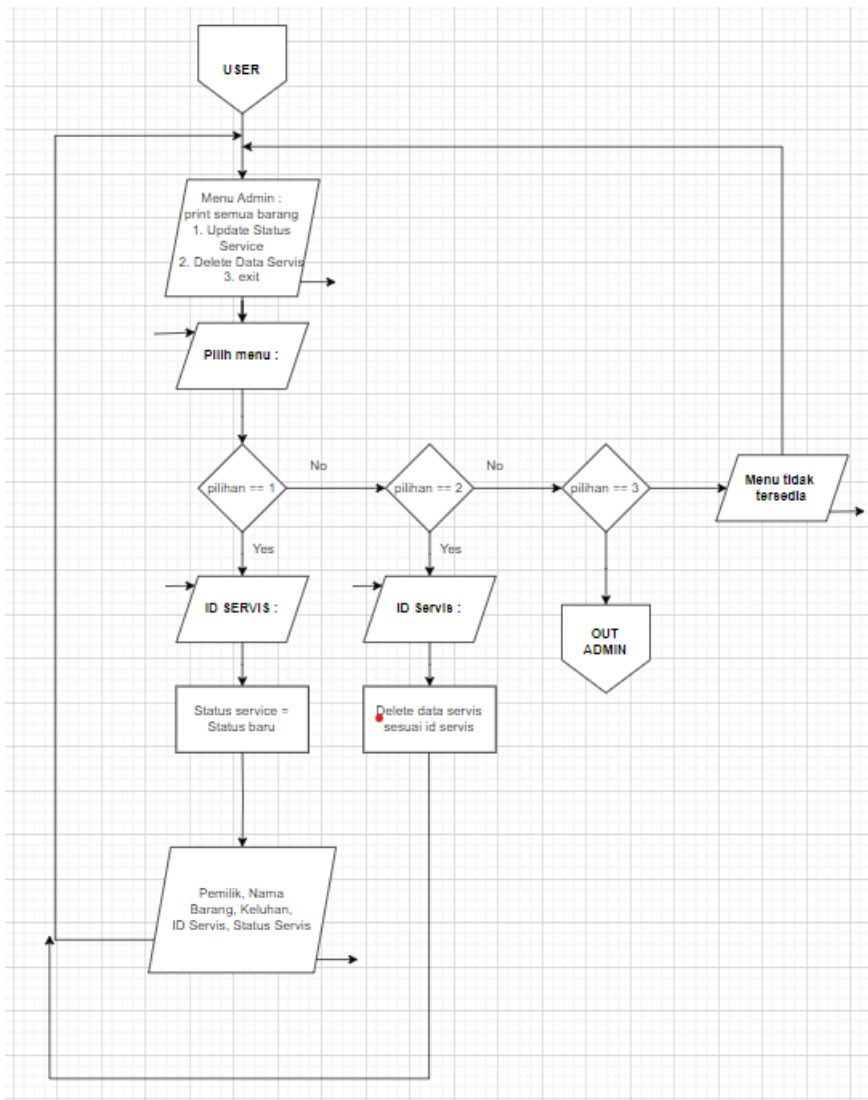 USER
Menu Admin :
print semua barang
1. Update Status
Service
2. Delete Data Servis
3. exit
Pilih menu :
pilihan == 1
No
pilihan == 2
No
pilihan == 3
Menu tidak
tersedia
Yes
Yes
ID SERVIS :
ID Servis :
OUT
ADMIN
Status service =
Status baru
Delete data servis
sesuai id servis
Pemilik, Nama
Barang, Keluhan,
ID Servis, Status Servis